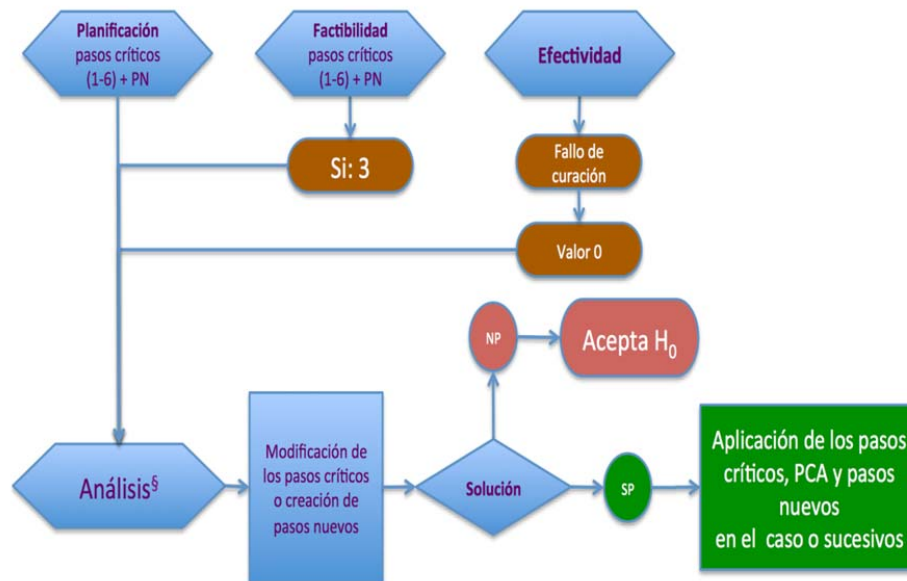 Planificación
pasos críticos
(1-6) + PN
Factibilidad
pasos críticos
(1-6) + PN
Efectividad
Si: 3
Fallo de
curación
Valor 0
NP
Acepta H₀
Análisis§
Modificación de
los pasos críticos
o creación de
pasos nuevos
Solución
SP
Aplicación de los pasos
críticos, PCA y pasos
nuevos
en el caso o sucesivos